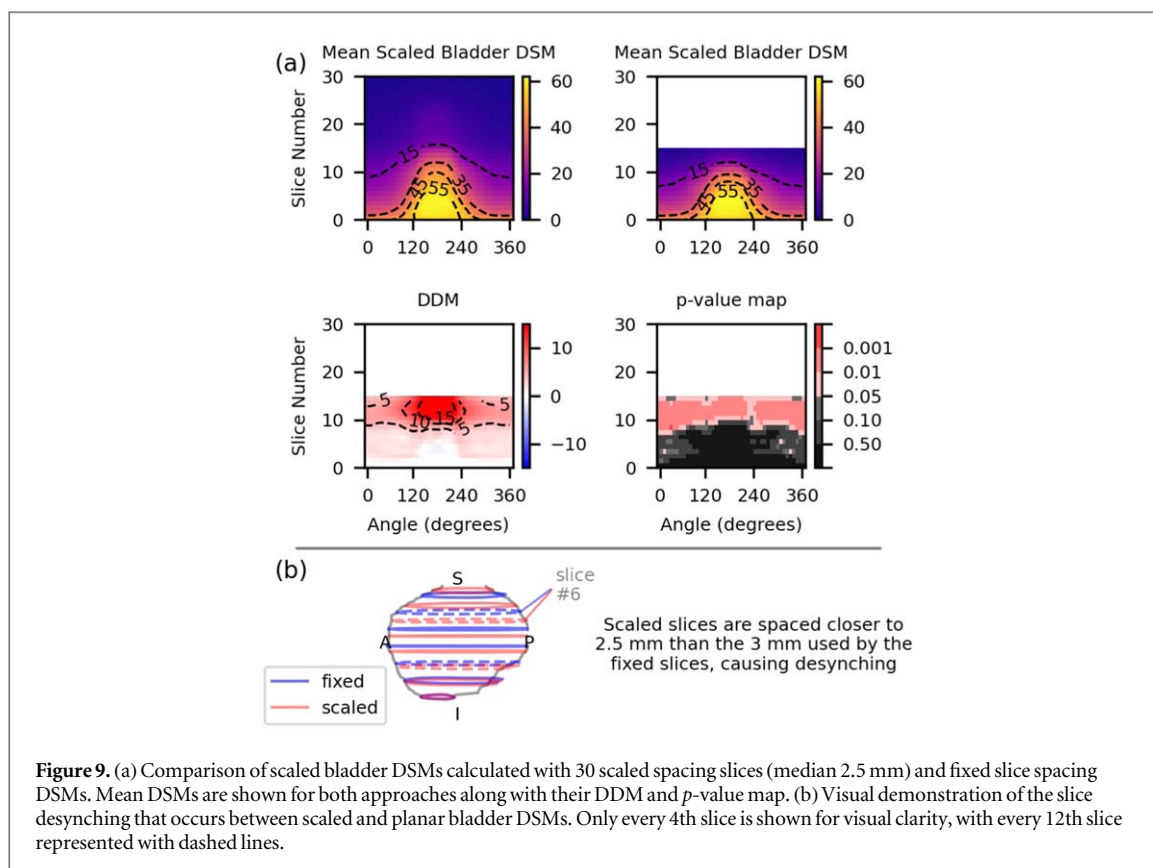 (a)
Mean Scaled Bladder DSM
Mean Scaled Bladder DSM
Slice Number
30
20
10
0
0 120 240 360
15
45
55
35
60
40
20
0
30
20
10
0
0 120 240 360
15
45
55
35
60
40
20
0
DDM
p-value map
Slice Number
30
20
10
0
0 120 240 360
Angle (degrees)
5
5
10
15
5
10
0
−10
30
20
10
0
0 120 240 360
Angle (degrees)
0.001
0.01
0.05
0.10
0.50
(b)
S
A
P
I
slice
#6
fixed
scaled
Scaled slices are spaced closer to
2.5 mm than the 3 mm used by the
fixed slices, causing desynching
Figure 9. (a) Comparison of scaled bladder DSMs calculated with 30 scaled spacing slices (median 2.5 mm) and fixed slice spacing
DSMs. Mean DSMs are shown for both approaches along with their DDM and p-value map. (b) Visual demonstration of the slice
desynching that occurs between scaled and planar bladder DSMs. Only every 4th slice is shown for visual clarity, with every 12th slice
represented with dashed lines.